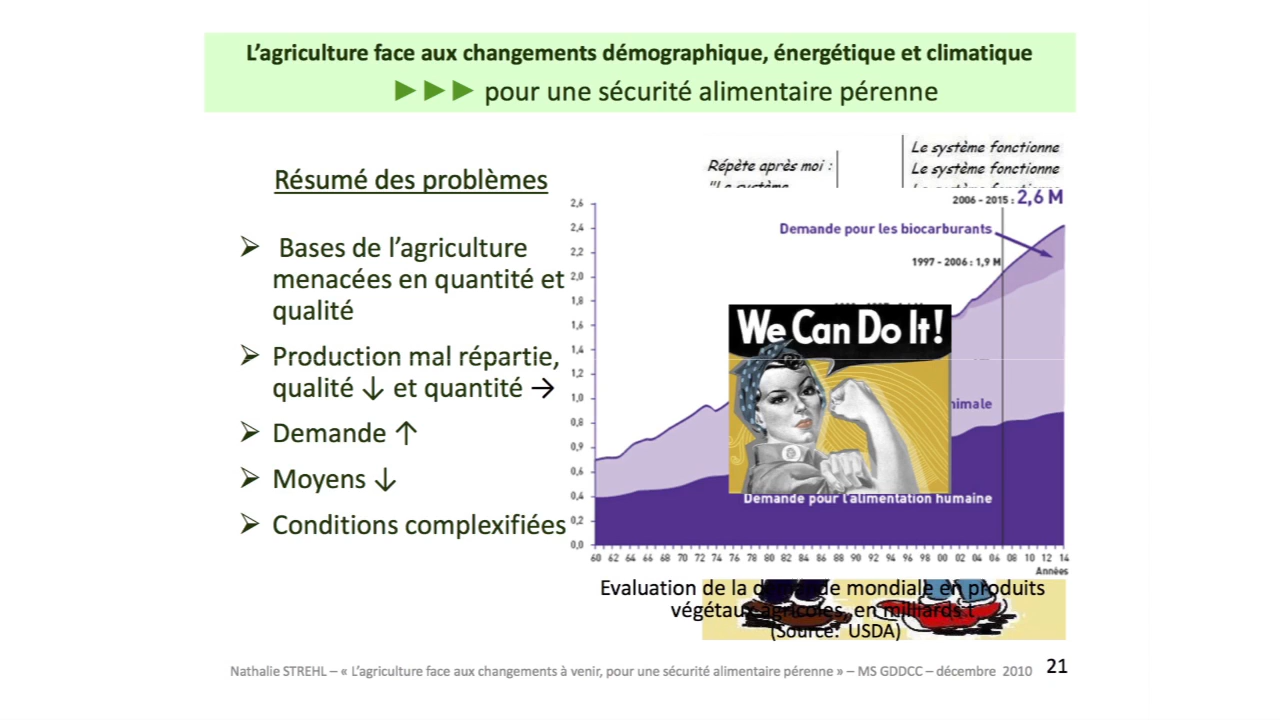 L'agriculture face aux changements démographique, énergétique et climatique
►►► pour une sécurité alimentaire pérenne
Résumé des problèmes
➢ Bases de l'agriculture
menacées en quantité et
qualité
➢ Production mal répartie,
qualité ↓ et quantité →
➢ Demande ↑
➢ Moyens ↓
➢ Conditions complexifiées
Répète après moi :
"Le système
Le système fonctionne
Le système fonctionne
2006 - 2015 : 2,6 M
Demande pour les biocarburants
1997 - 2006 : 1,9 M
We Can Do It!
Demande pour l'alimentation humaine
2,6
2,4
2,2
2,0
1,8
1,6
1,4
1,2
1,0
0,8
0,9
0,6
0,4
0,2
0,0
60 62 64 66 68 70 72 74 76 78 80 82 84 86 88 90 92 94 96 98 00 02 04 06 08 10 12 14
Années
Evaluation de la demande mondiale en produits
végétaux agricoles, en milliards t
(Source: USDA)
Nathalie STREHL – « L'agriculture face aux changements à venir, pour une sécurité alimentaire pérenne » – MS GDDCC – décembre 2010
21